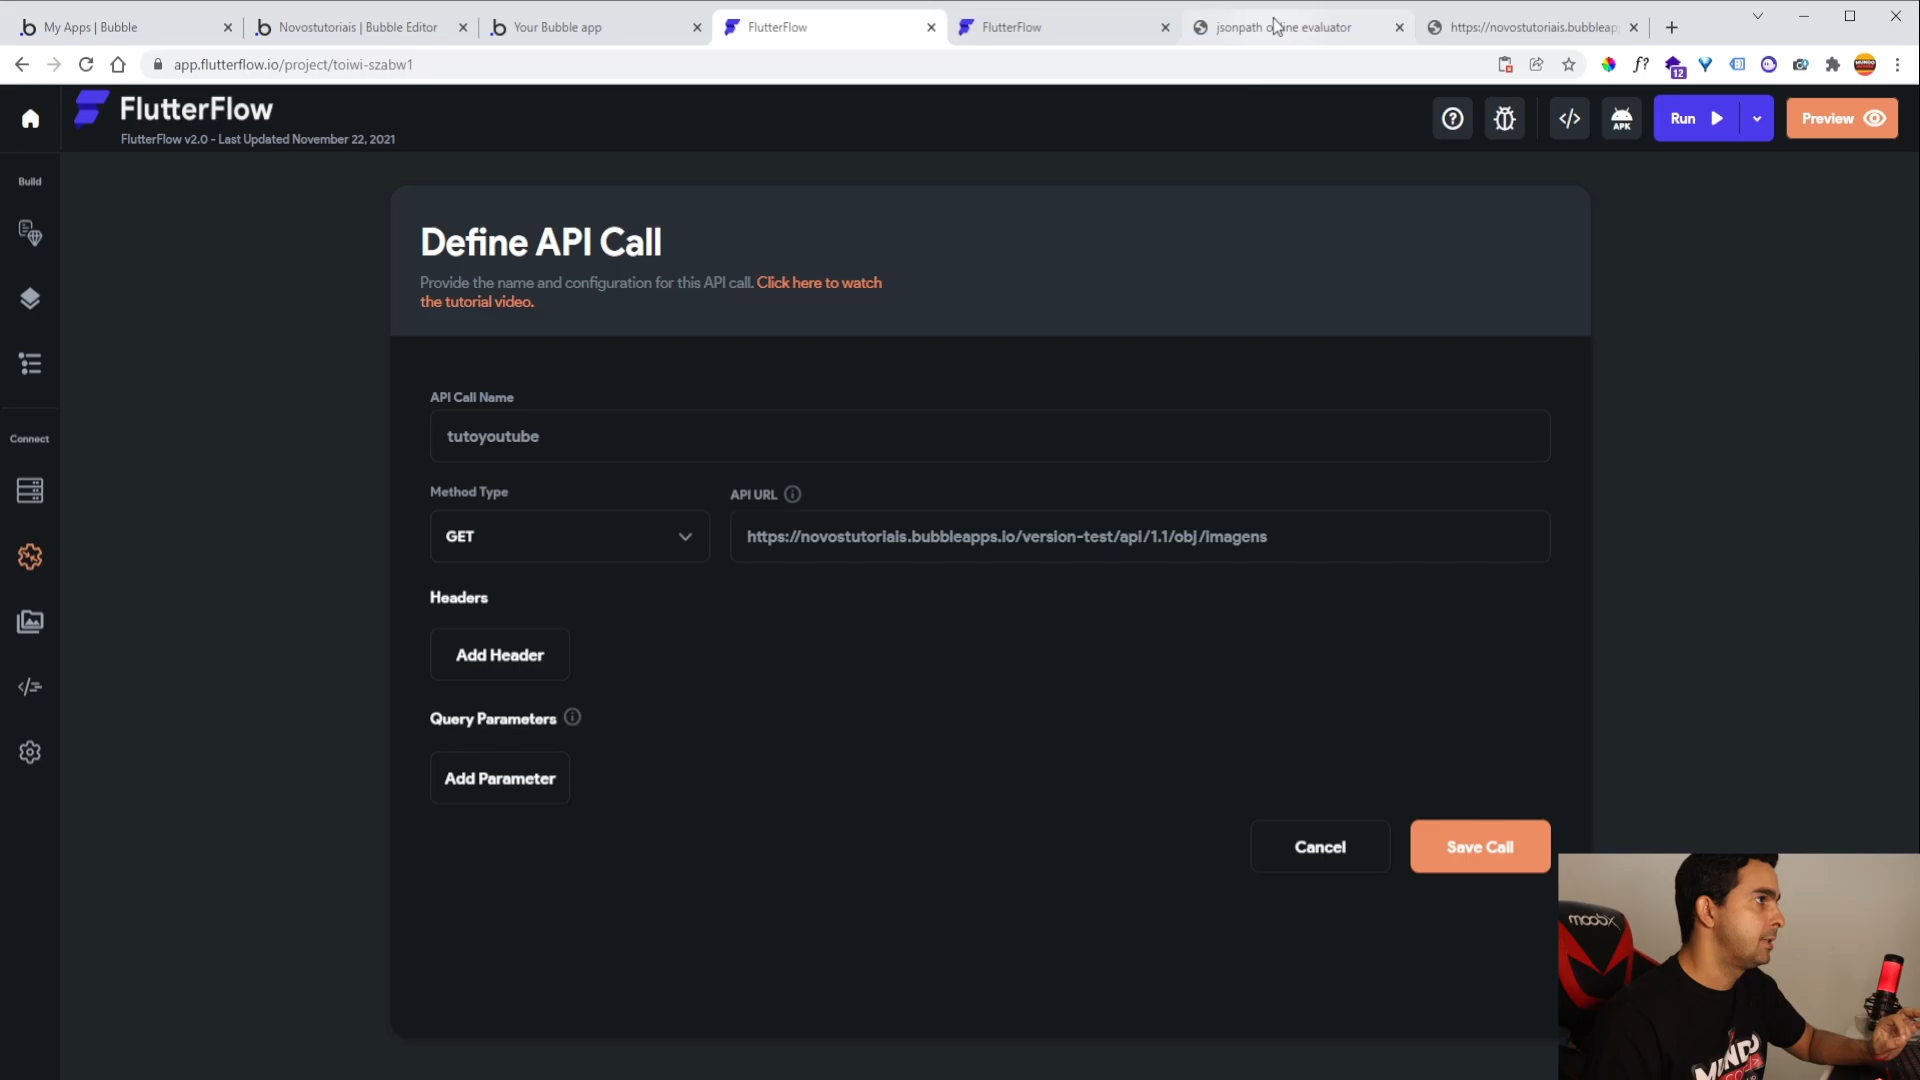 My Apps | Bubble
Novostutoriais | Bubble Editor
Your Bubble app
FlutterFlow
FlutterFlow
jsonpath online evaluator
https://novostutoriais.bubbleap
app.flutterflow.io/project/toiwi-szabw1
f?
12
FlutterFlow
FlutterFlow v2.0 - Last Updated November 22, 2021
APK
Run
Preview
Build
Connect
Define API Call
Provide the name and configuration for this API call. Click here to watch
the tutorial video.
API Call Name
tutoyoutube
Method Type
API URL
GET
https://novostutoriais.bubbleapps.io/version-test/api/1.1/obj/imagens
Headers
Add Header
Query Parameters
Add Parameter
Cancel
Save Call
moobx